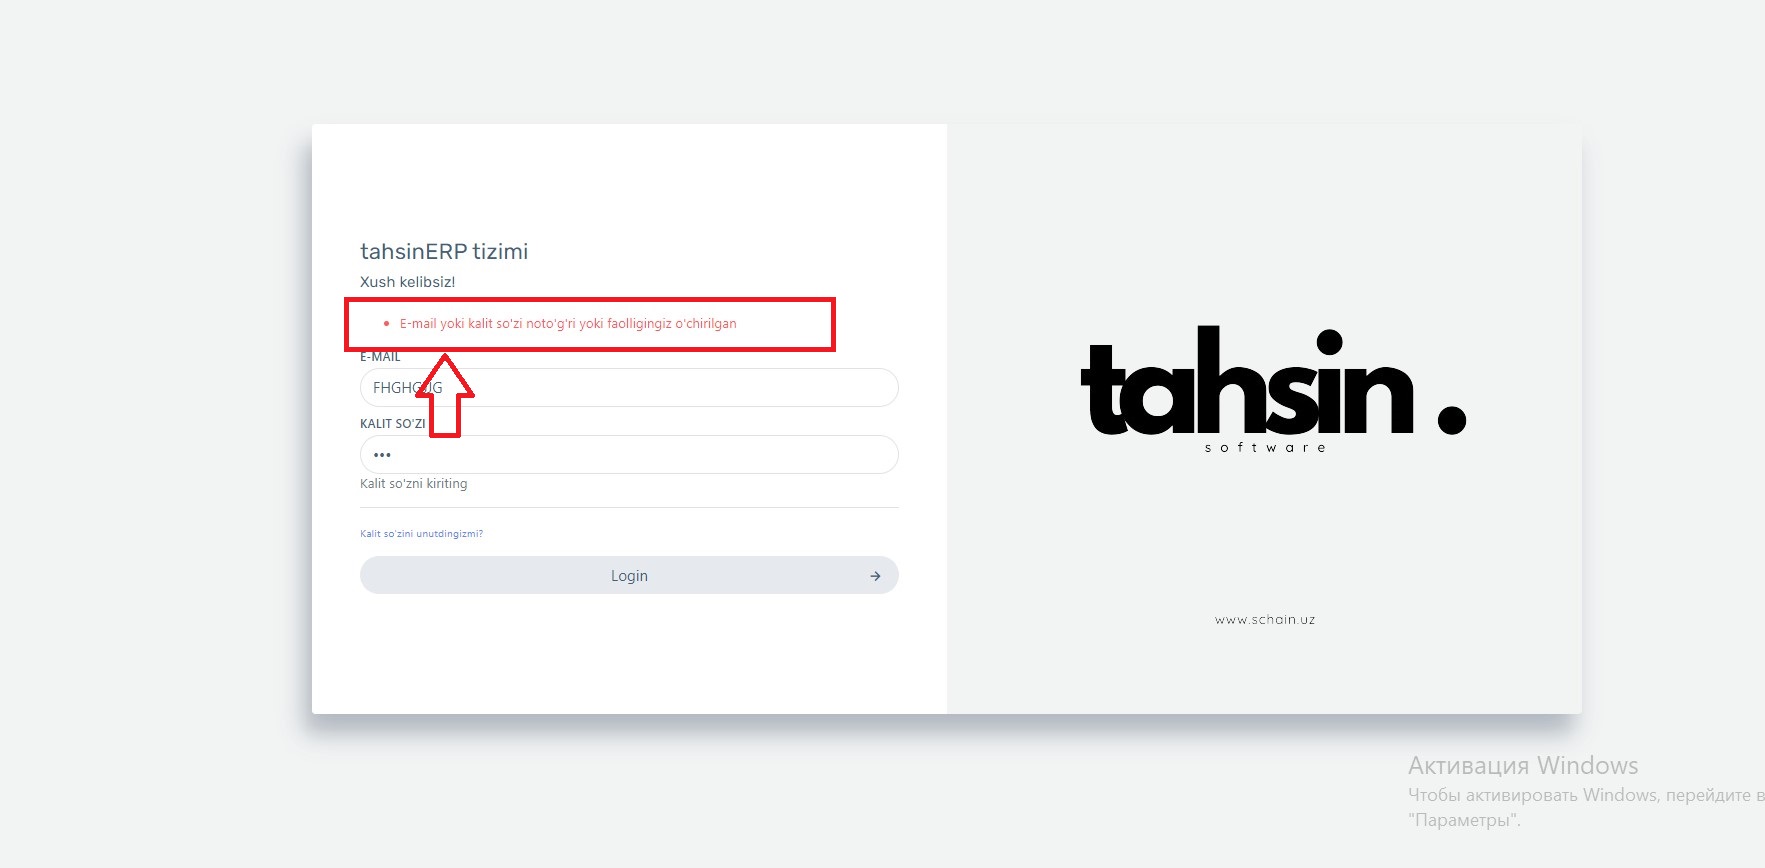 tahsinERP tizimi
Xush kelibsiz!
E-mail yoki kalit so'zi noto'g'ri yoki faolligingiz o'chirilgan
E-MAIL
FHGHGUG
KALIT SO'ZI
•••
Kalit so'zni kiriting
Kalit so'zini unutdingizmi?
Login
tahsin.
software
www.schain.uz
Активация Windows
Чтобы активировать Windows, перейдите в
"Параметры".